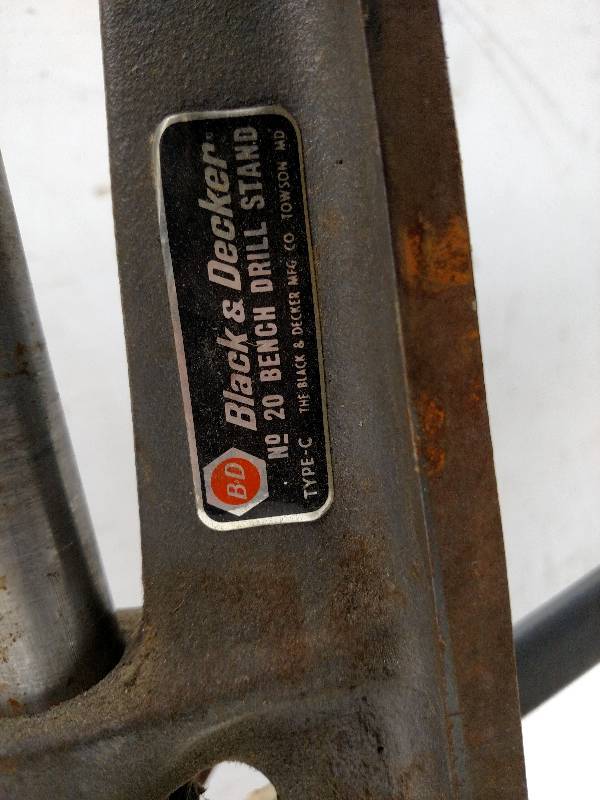 B·D
Black & Decker®
Nº 20 BENCH DRILL STAND
TYPE-C THE BLACK & DECKER MFG CO TOWSON MD